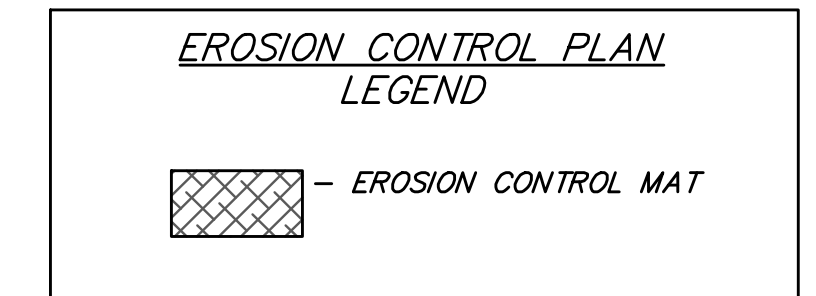 EROSION CONTROL PLAN
LEGEND
- EROSION CONTROL MAT